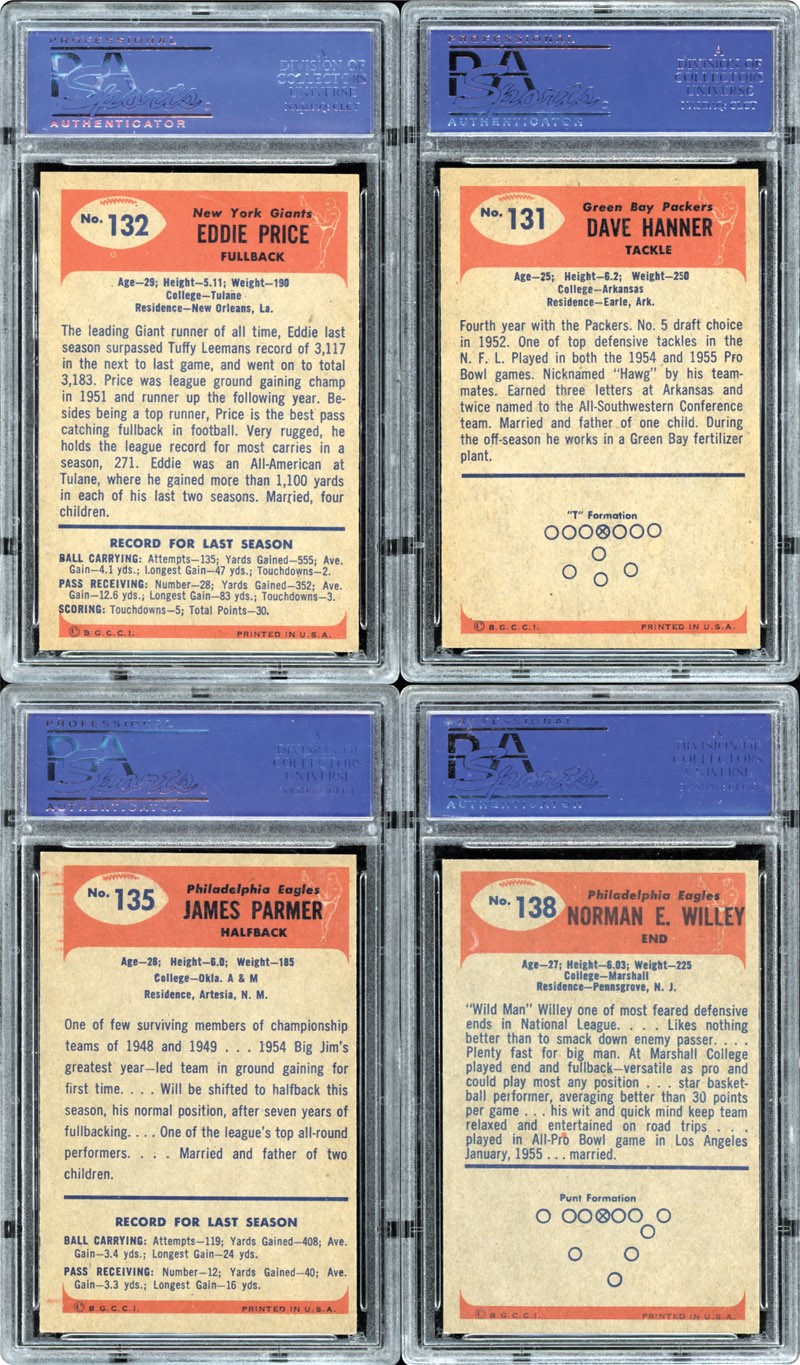 PROFESSIONAL
PSA
Sports
AUTHENTICATOR
A
DIVISION OF
COLLECTORS
UNIVERSE
NASDAQ: CLCT
No. 132
New York Giants
EDDIE PRICE
FULLBACK
Age—29; Height—5.11; Weight—190
College—Tulane
Residence—New Orleans, La.
The leading Giant runner of all time, Eddie last
season surpassed Tuffy Leemans record of 3,117
in the next to last game, and went on to total
3,183. Price was league ground gaining champ
in 1951 and runner up the following year. Be-
sides being a top runner, Price is the best pass
catching fullback in football. Very rugged, he
holds the league record for most carries in a
season, 271. Eddie was an All-American at
Tulane, where he gained more than 1,100 yards
in each of his last two seasons. Married, four
children.
RECORD FOR LAST SEASON
BALL CARRYING: Attempts—135; Yards Gained—555; Ave.
Gain—4.1 yds.; Longest Gain—47 yds.; Touchdowns—2.
PASS RECEIVING: Number—28; Yards Gained—352; Ave.
Gain—12.6 yds.; Longest Gain—83 yds.; Touchdowns—3.
SCORING: Touchdowns—5; Total Points—30.
© B.G.C.C.I. PRINTED IN U.S.A.
PROFESSIONAL
PSA
Sports
AUTHENTICATOR
A
DIVISION OF
COLLECTORS
UNIVERSE
NASDAQ: CLCT
No. 131
Green Bay Packers
DAVE HANNER
TACKLE
Age—25; Height—6.2; Weight—250
College—Arkansas
Residence—Earle, Ark.
Fourth year with the Packers. No. 5 draft choice
in 1952. One of top defensive tackles in the
N. F. L. Played in both the 1954 and 1955 Pro
Bowl games. Nicknamed "Hawg" by his team-
mates. Earned three letters at Arkansas and
twice named to the All-Southwestern Conference
team. Married and father of one child. During
the off-season he works in a Green Bay fertilizer
plant.
"T" Formation
© B.G.C.C.I. PRINTED IN U.S.A.
PROFESSIONAL
PSA
Sports
AUTHENTICATOR
A
DIVISION OF
COLLECTORS
UNIVERSE
NASDAQ: CLCT
No. 135
Philadelphia Eagles
JAMES PARMER
HALFBACK
Age—28; Height—6.0; Weight—185
College—Okla. A & M
Residence, Artesia, N. M.
One of few surviving members of championship
teams of 1948 and 1949 . . . 1954 Big Jim's
greatest year—led team in ground gaining for
first time. . . . Will be shifted to halfback this
season, his normal position, after seven years of
fullbacking. . . . One of the league's top all-round
performers. . . . Married and father of two
children.
RECORD FOR LAST SEASON
BALL CARRYING: Attempts—119; Yards Gained—408; Ave.
Gain—3.4 yds.; Longest Gain—24 yds.
PASS RECEIVING: Number—12; Yards Gained—40; Ave.
Gain—3.3 yds.; Longest Gain—16 yds.
© B.G.C.C.I. PRINTED IN U.S.A.
PROFESSIONAL
PSA
Sports
AUTHENTICATOR
A
DIVISION OF
COLLECTORS
UNIVERSE
NASDAQ: CLCT
No. 138
Philadelphia Eagles
NORMAN E. WILLEY
END
Age—27; Height—6.03; Weight—225
College—Marshall
Residence—Pennsgrove, N. J.
"Wild Man" Willey one of most feared defensive
ends in National League. . . . Likes nothing
better than to smack down enemy passer. . . .
Plenty fast for big man. At Marshall College
played end and fullback—versatile as pro and
could play most any position . . . star basket-
ball performer, averaging better than 30 points
per game . . . his wit and quick mind keep team
relaxed and entertained on road trips . . .
played in All-Pro Bowl game in Los Angeles
January, 1955 . . . married.
Punt Formation
© B.G.C.C.I. PRINTED IN U.S.A.